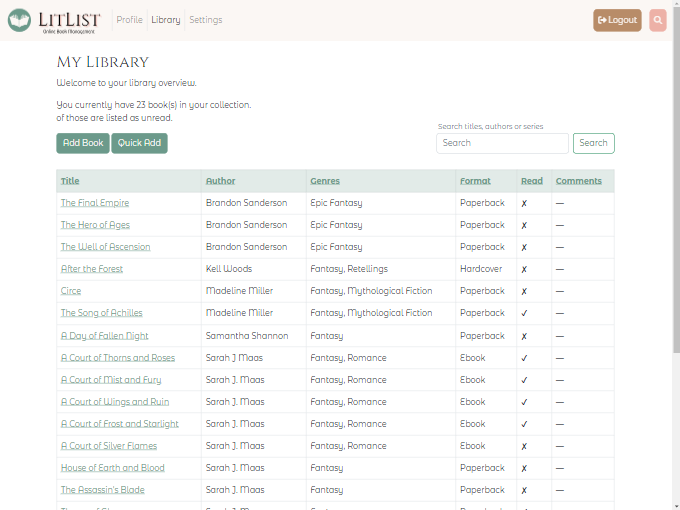 LitList
Online Book Management
Profile Library Settings
Logout
My Library
Welcome to your library overview.
You currently have 23 book(s) in your collection.
of those are listed as unread.
Add Book Quick Add
Search titles, authors or series
Search Search
Title Author Genres Format Read Comments
The Final Empire Brandon Sanderson Epic Fantasy Paperback ✗ —
The Hero of Ages Brandon Sanderson Epic Fantasy Paperback ✗ —
The Well of Ascension Brandon Sanderson Epic Fantasy Paperback ✗ —
After the Forest Kell Woods Fantasy, Retellings Hardcover ✗ —
Circe Madeline Miller Fantasy, Mythological Fiction Paperback ✗ —
The Song of Achilles Madeline Miller Fantasy, Mythological Fiction Paperback ✓ —
A Day of Fallen Night Samantha Shannon Fantasy Paperback ✗ —
A Court of Thorns and Roses Sarah J Maas Fantasy, Romance Ebook ✓ —
A Court of Mist and Fury Sarah J. Maas Fantasy, Romance Ebook ✓ —
A Court of Wings and Ruin Sarah J. Maas Fantasy, Romance Ebook ✓ —
A Court of Frost and Starlight Sarah J. Maas Fantasy, Romance Ebook ✓ —
A Court of Silver Flames Sarah J. Maas Fantasy, Romance Ebook ✗ —
House of Earth and Blood Sarah J. Maas Fantasy Paperback ✗ —
The Assassin's Blade Sarah J. Maas Fantasy Paperback ✗ —